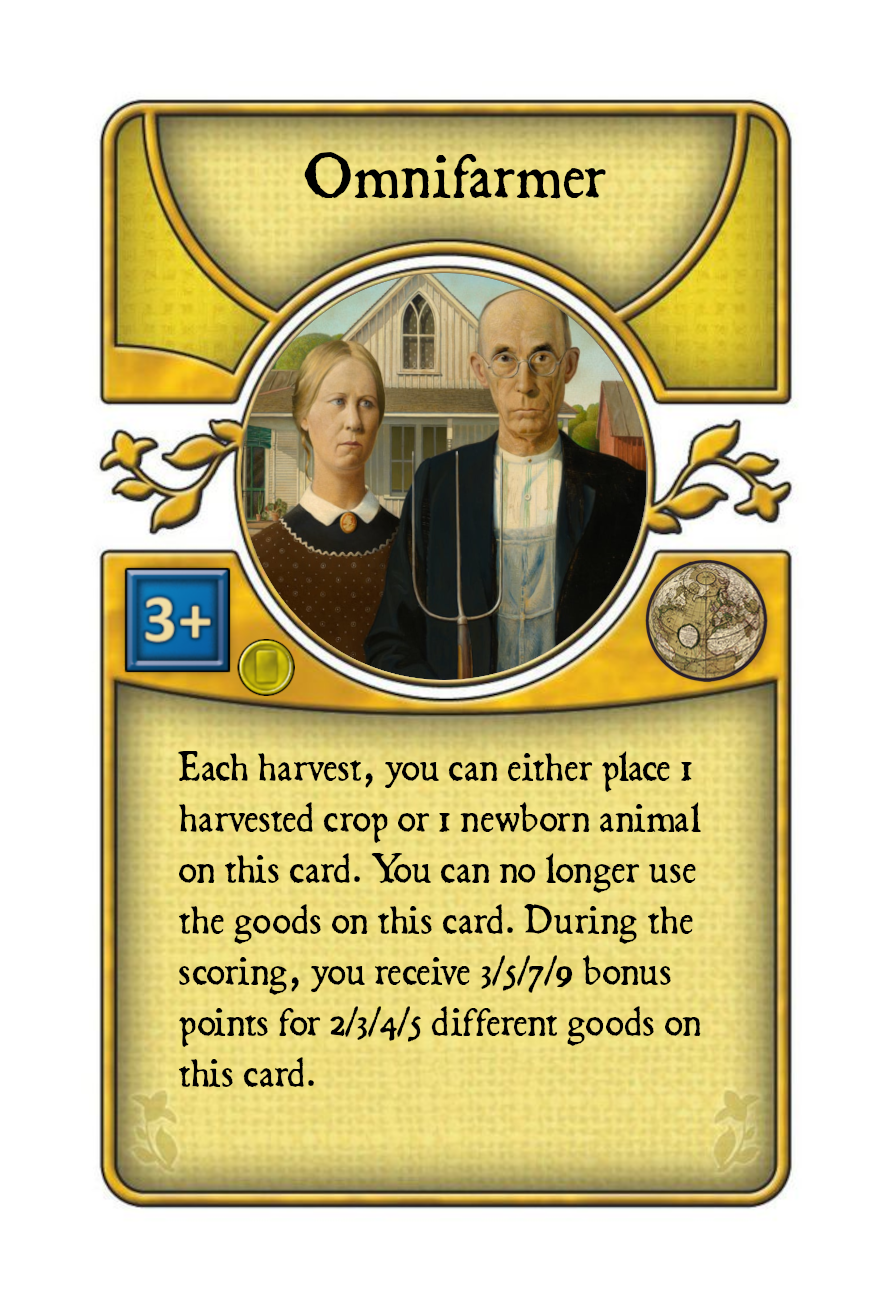 Omnifarmer
3+
Each harvest, you can either place 1
harvested crop or 1 newborn animal
on this card. You can no longer use
the goods on this card. During the
scoring, you receive 3/5/7/9 bonus
points for 2/3/4/5 different goods on
this card.